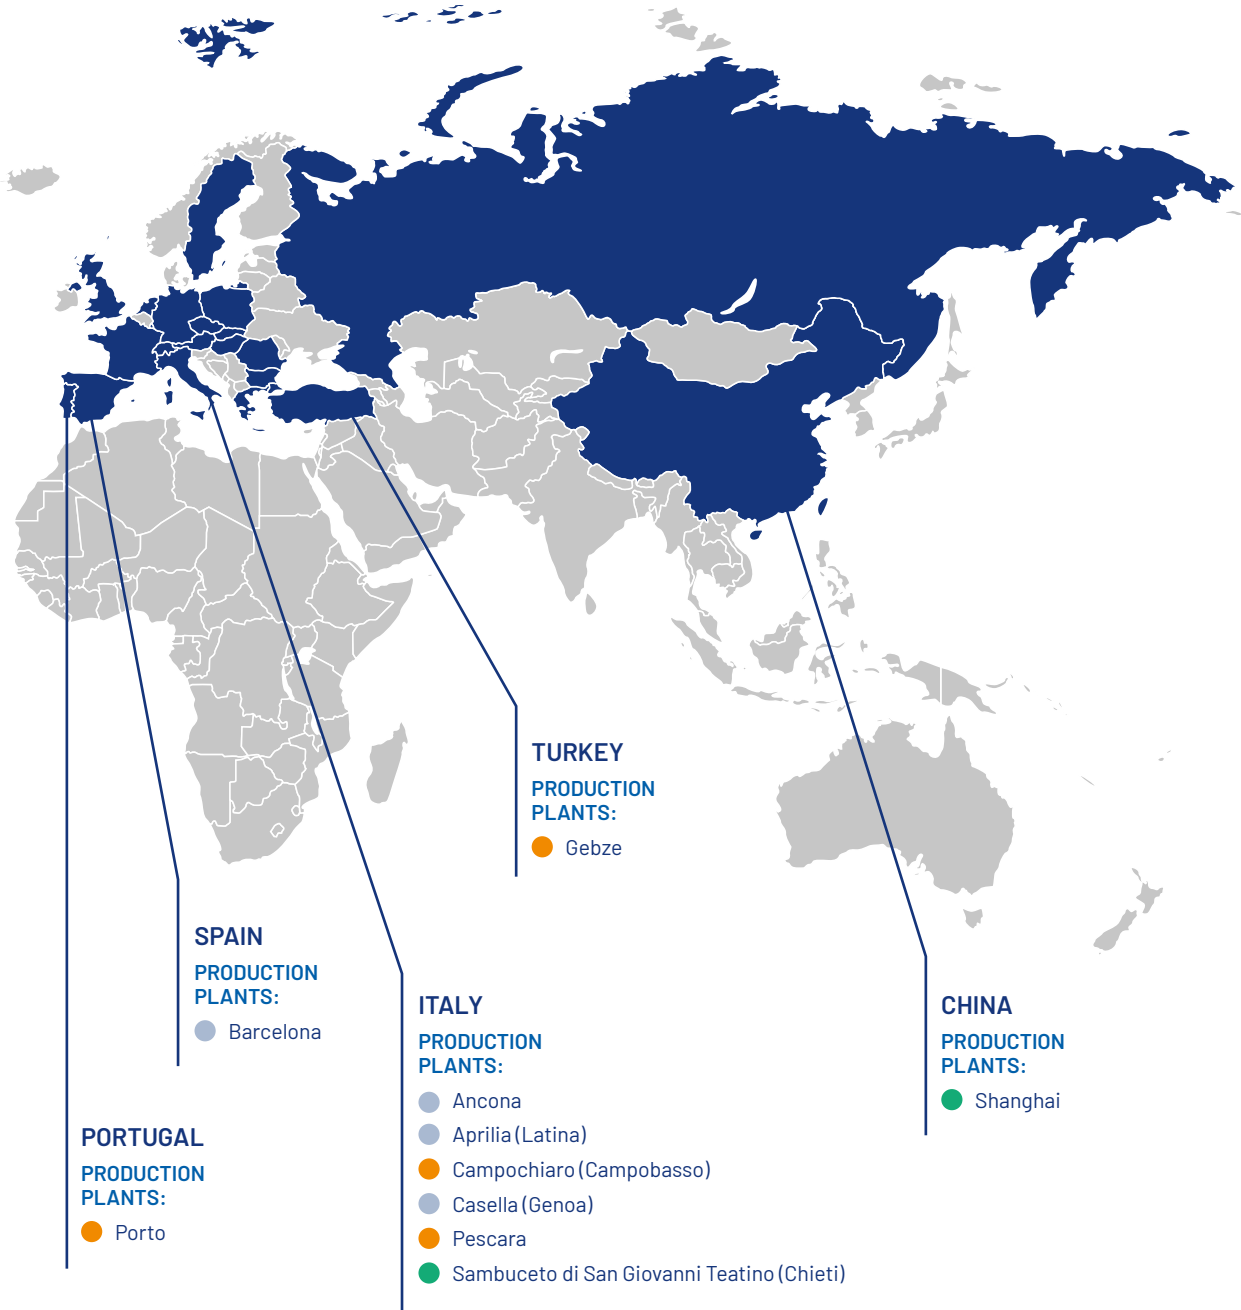 TURKEY
PRODUCTION
PLANTS:
Gebze
SPAIN
PRODUCTION
PLANTS:
Barcelona
ITALY
PRODUCTION
PLANTS:
Ancona
Aprilia (Latina)
Campochiaro (Campobasso)
Casella (Genoa)
Pescara
Sambuceto di San Giovanni Teatino (Chieti)
CHINA
PRODUCTION
PLANTS:
Shanghai
PORTUGAL
PRODUCTION
PLANTS:
Porto